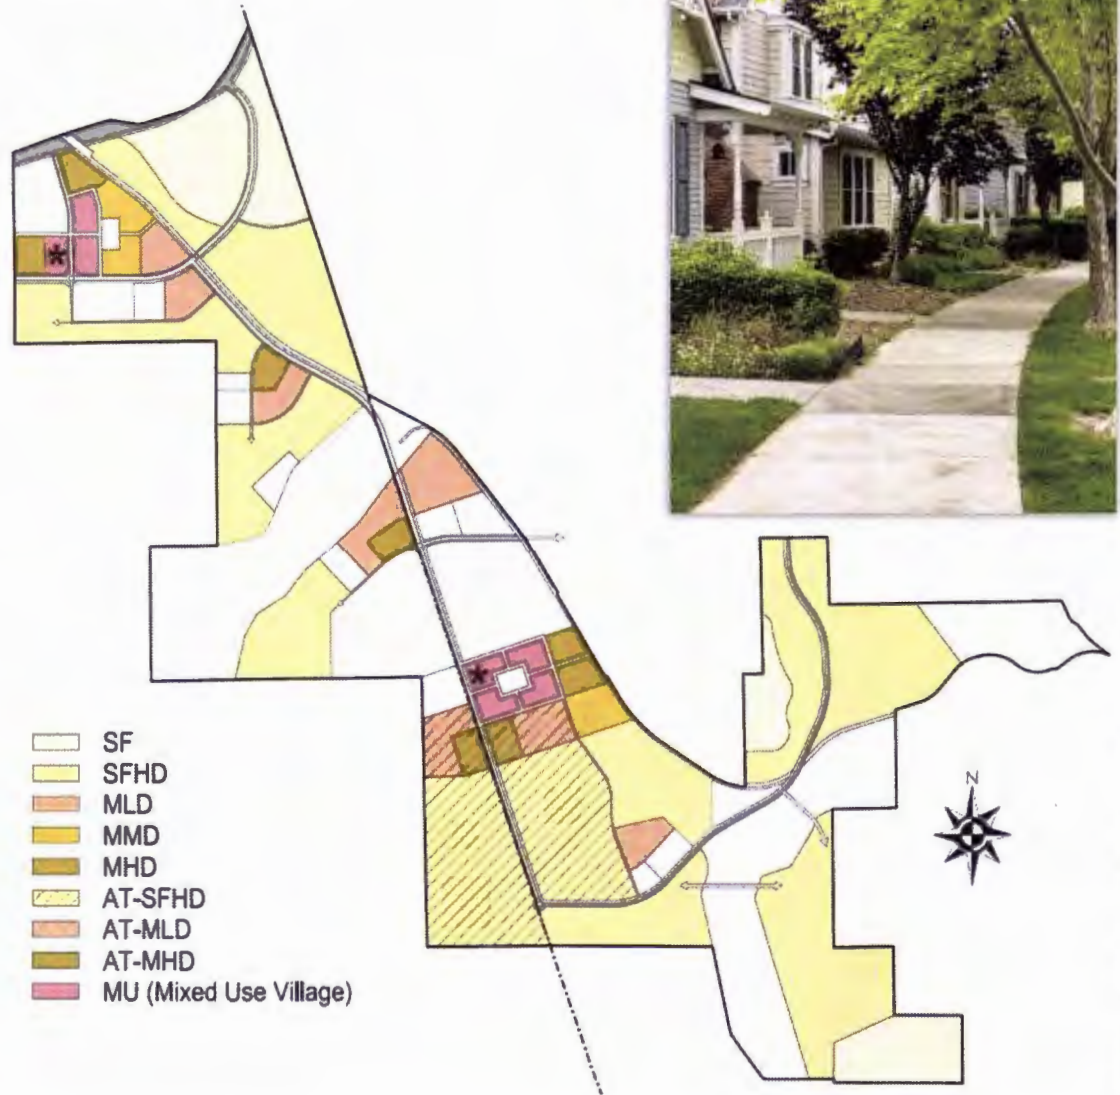 SF
SFHD
MLD
MMD
MHD
AT-SFHD
AT-MLD
AT-MHD
MU (Mixed Use Village)
N